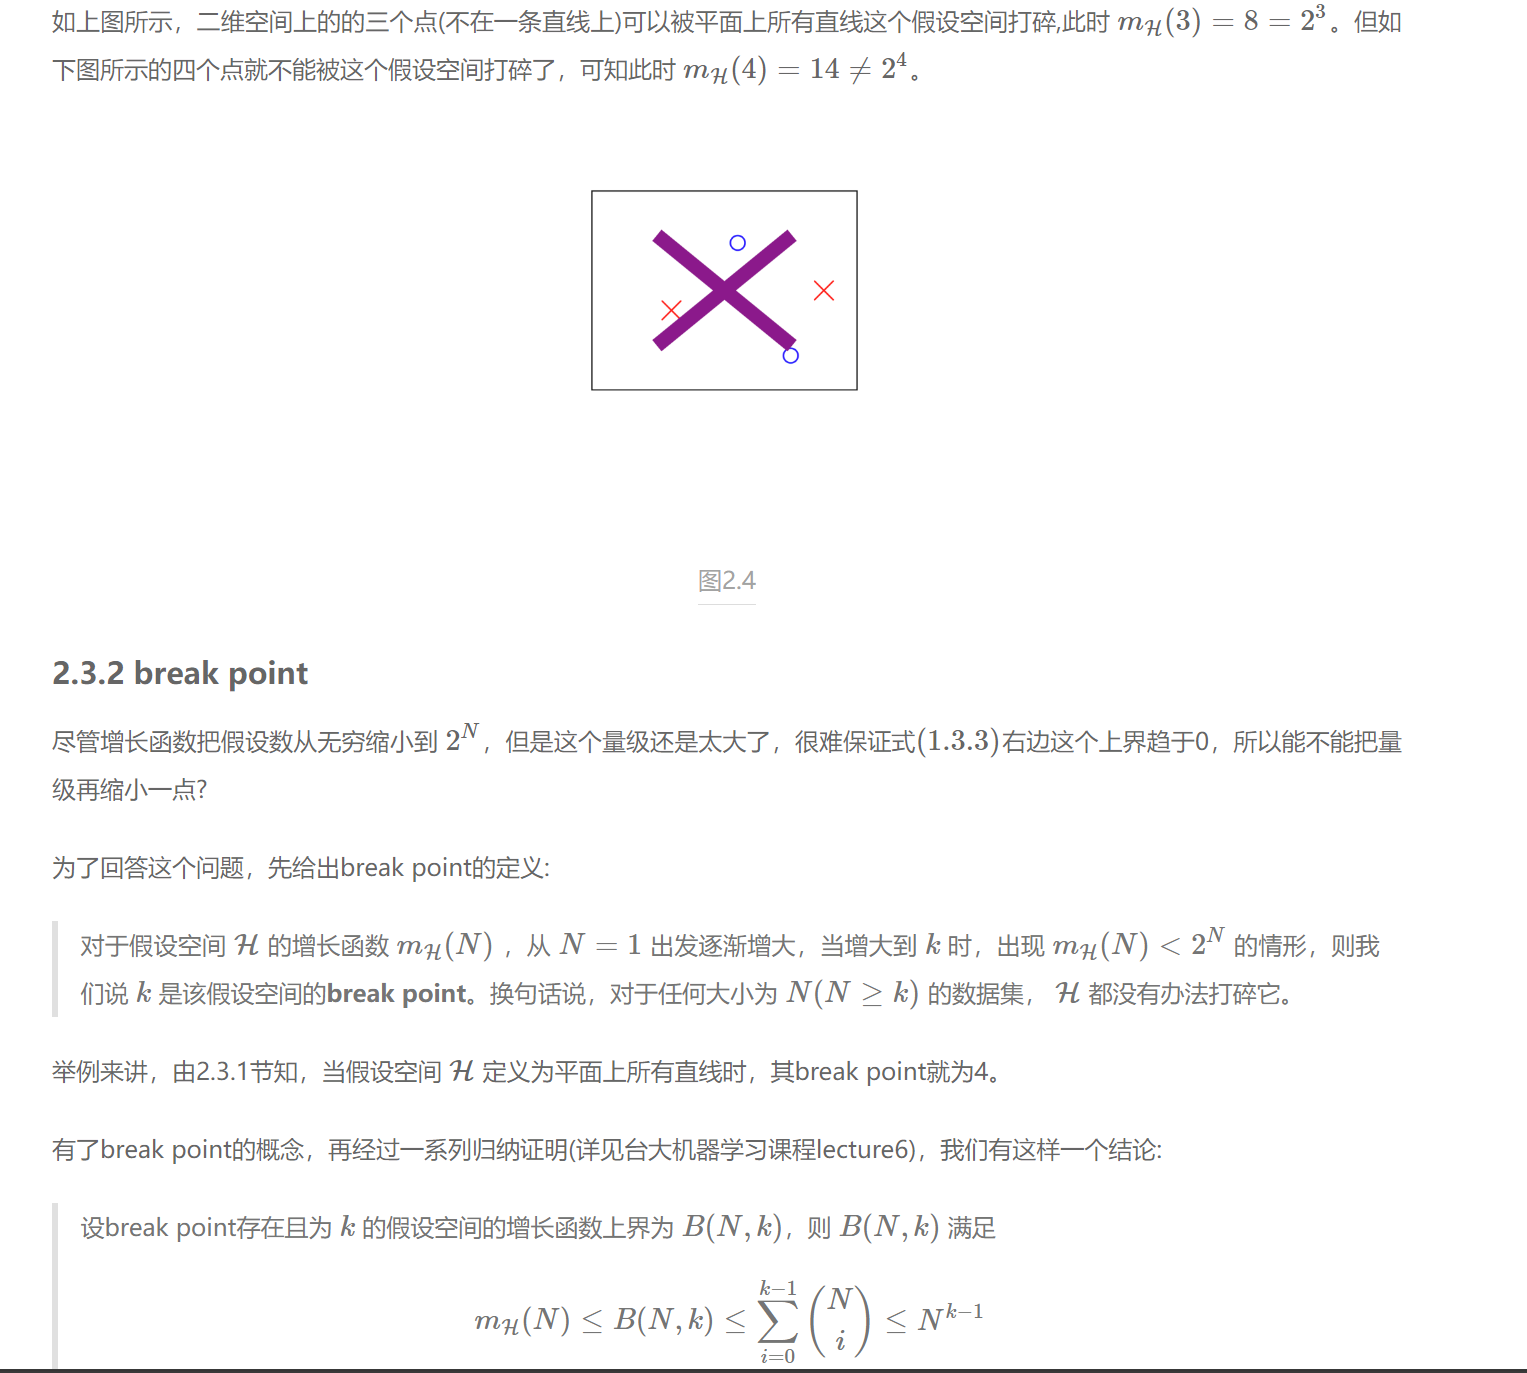 如上图所示，二维空间上的的三个点(不在一条直线上)可以被平面上所有直线这个假设空间打碎,此时 $m_{\mathcal{H}}(3) = 8 = 2^3$。但如
下图所示的四个点就不能被这个假设空间打碎了，可知此时 $m_{\mathcal{H}}(4) = 14 \neq 2^4$。
图2.4
2.3.2 break point
尽管增长函数把假设数从无穷缩小到 $2^N$，但是这个量级还是太大了，很难保证式$(1.3.3)$右边这个上界趋于0，所以能不能把量
级再缩小一点?
为了回答这个问题，先给出break point的定义:
对于假设空间 $\mathcal{H}$ 的增长函数 $m_{\mathcal{H}}(N)$ ，从 $N = 1$ 出发逐渐增大，当增大到 $k$ 时，出现 $m_{\mathcal{H}}(N) < 2^N$ 的情形，则我
们说 $k$ 是该假设空间的break point。换句话说，对于任何大小为 $N(N \geq k)$ 的数据集， $\mathcal{H}$ 都没有办法打碎它。
举例来讲，由2.3.1节知，当假设空间 $\mathcal{H}$ 定义为平面上所有直线时，其break point就为4。
有了break point的概念，再经过一系列归纳证明(详见台大机器学习课程lecture6)，我们有这样一个结论:
设break point存在且为 $k$ 的假设空间的增长函数上界为 $B(N, k)$，则 $B(N, k)$ 满足
$m_{\mathcal{H}}(N) \leq B(N, k) \leq \sum_{i=0}^{k-1} \binom{N}{i} \leq N^{k-1}$